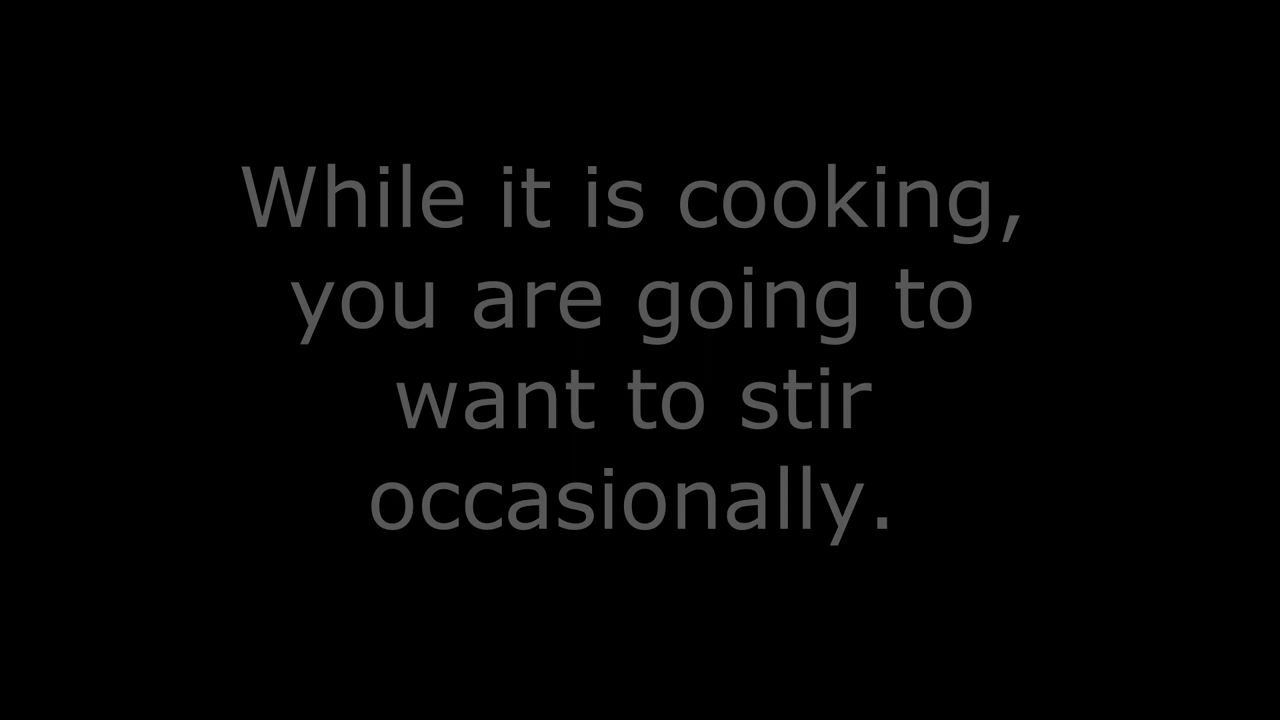 While it is cooking,
you are going to
want to stir
occasionally.